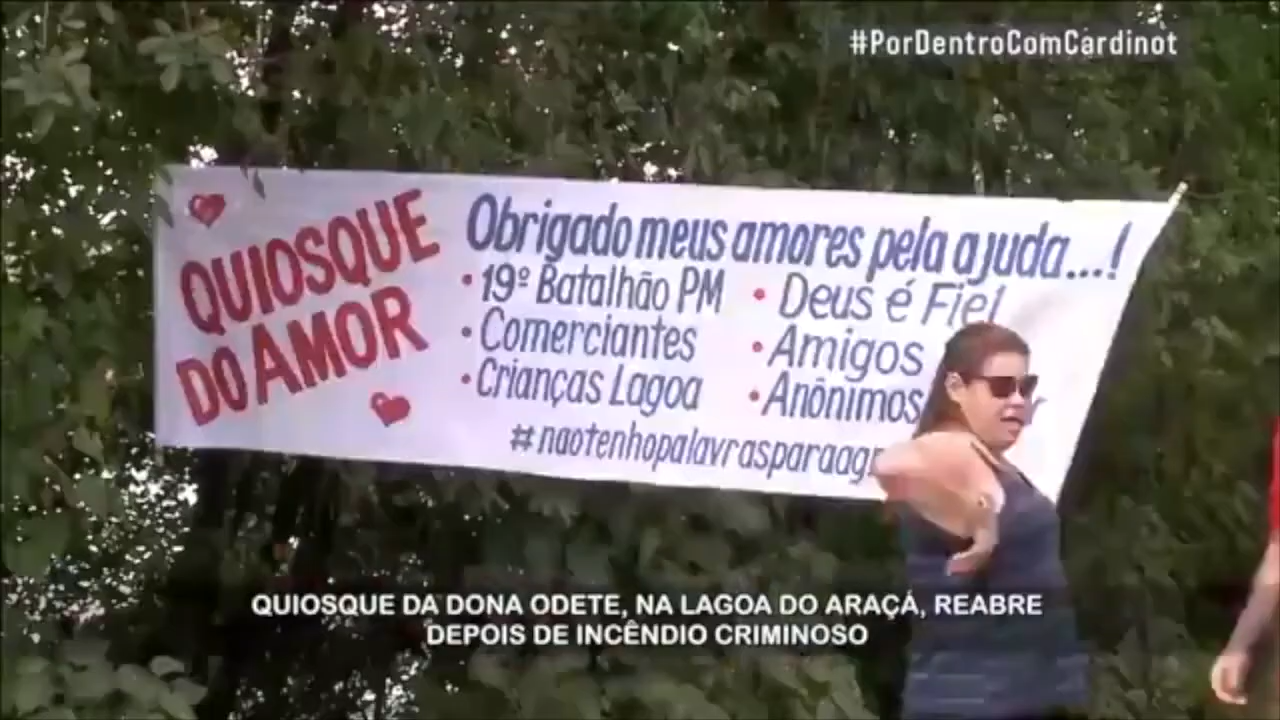 #PorDentroComCardinot
QUIOSQUE
DO AMOR
Obrigado meus amores pela ajuda...!
• 19º Batalhão PM
• Comerciantes
• Crianças Lagoa
• Deus é Fiel
• Amigos
• Anônimos
#naotenhopalavrasparaagr
QUIOSQUE DA DONA ODETE, NA LAGOA DO ARAÇÁ, REABRE
DEPOIS DE INCÊNDIO CRIMINOSO